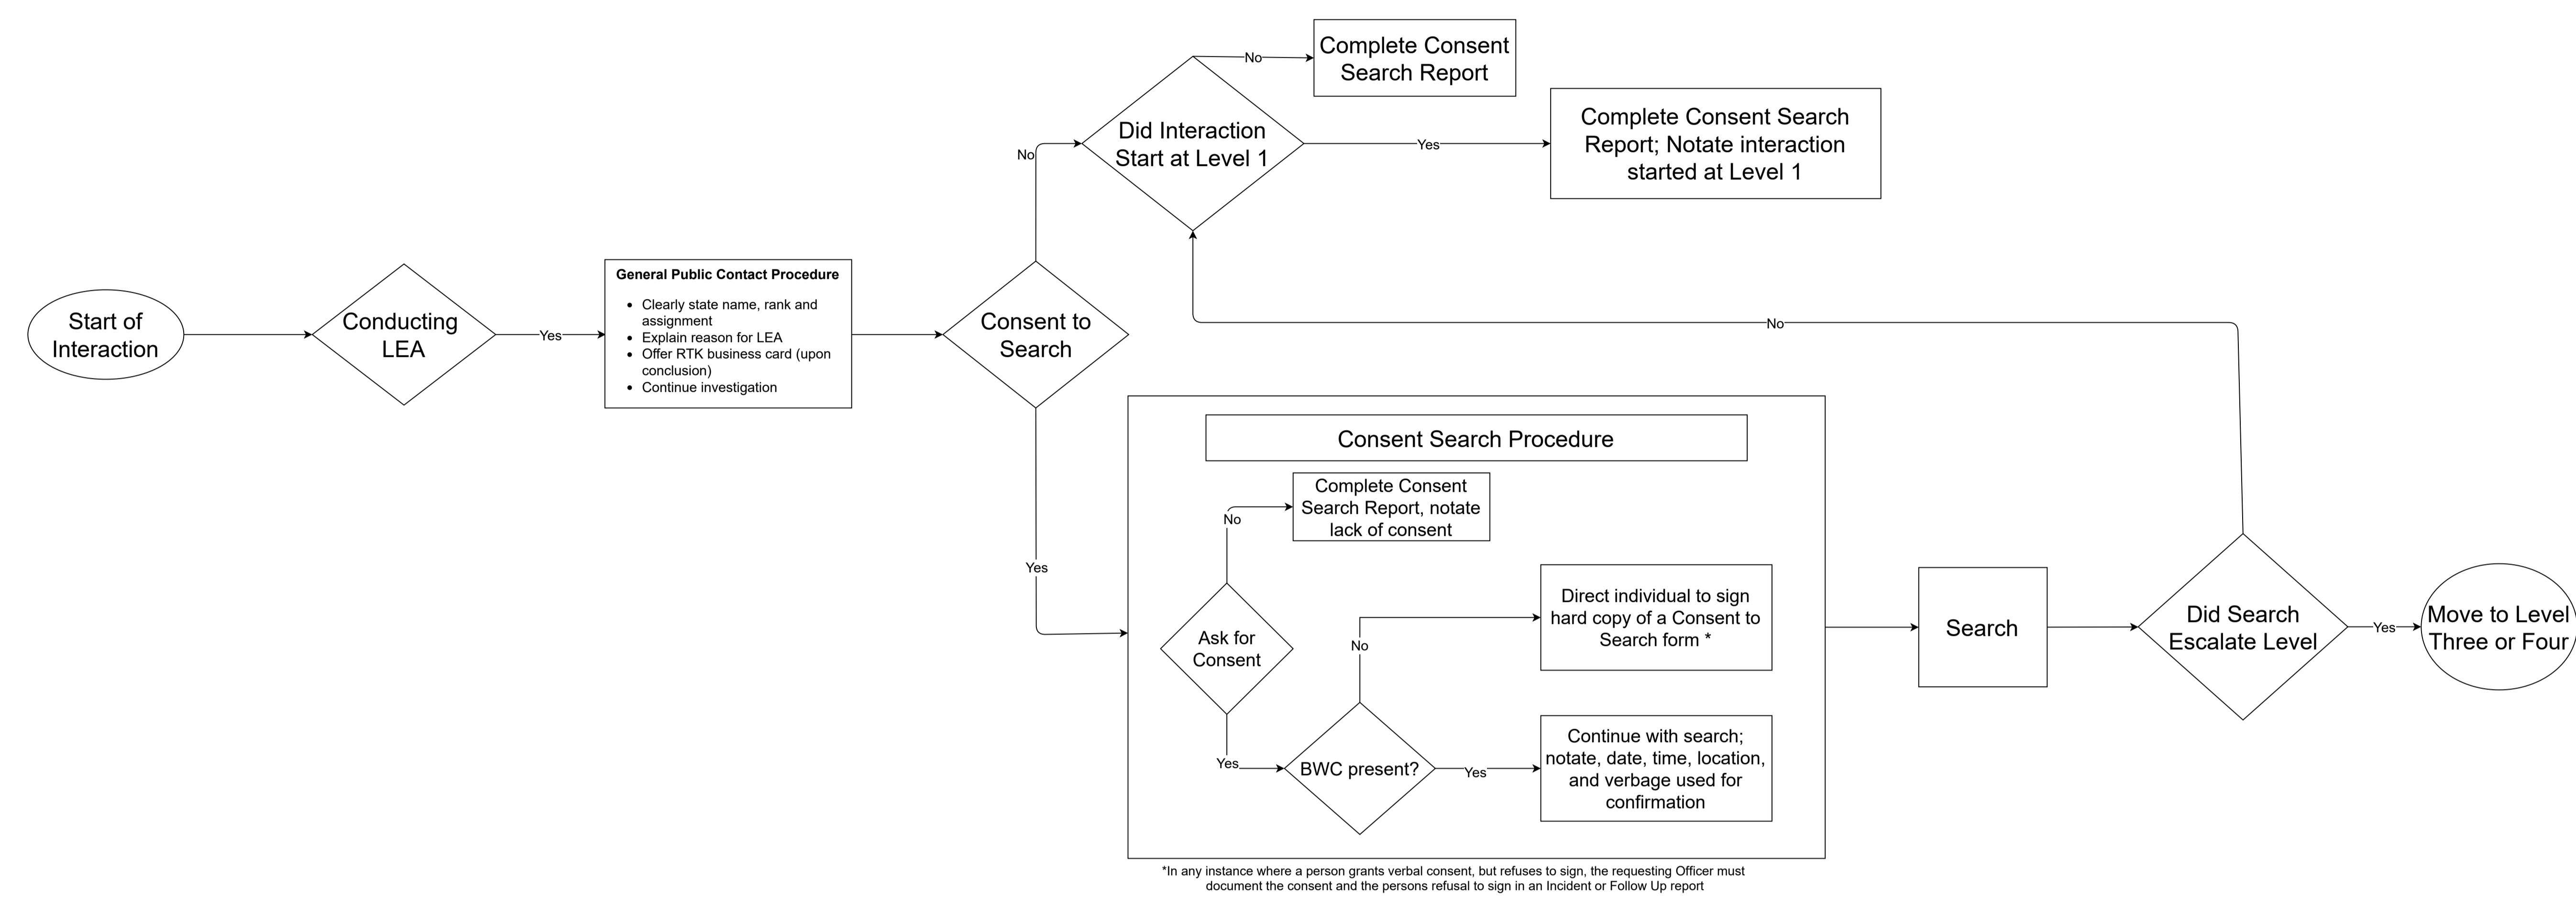 Start of
Interaction
Conducting
LEA
Yes
General Public Contact Procedure
• Clearly state name, rank and
assignment
• Explain reason for LEA
• Offer RTK business card (upon
conclusion)
• Continue investigation
Consent to
Search
No
Did Interaction
Start at Level 1
No
Complete Consent
Search Report
Yes
Complete Consent Search
Report; Notate interaction
started at Level 1
Yes
Consent Search Procedure
Ask for
Consent
No
Complete Consent
Search Report, notate
lack of consent
Yes
BWC present?
No
Direct individual to sign
hard copy of a Consent to
Search form *
Yes
Continue with search;
notate, date, time, location,
and verbage used for
confirmation
*In any instance where a person grants verbal consent, but refuses to sign, the requesting Officer must
document the consent and the persons refusal to sign in an Incident or Follow Up report
Search
Did Search
Escalate Level
No
Yes
Move to Level
Three or Four